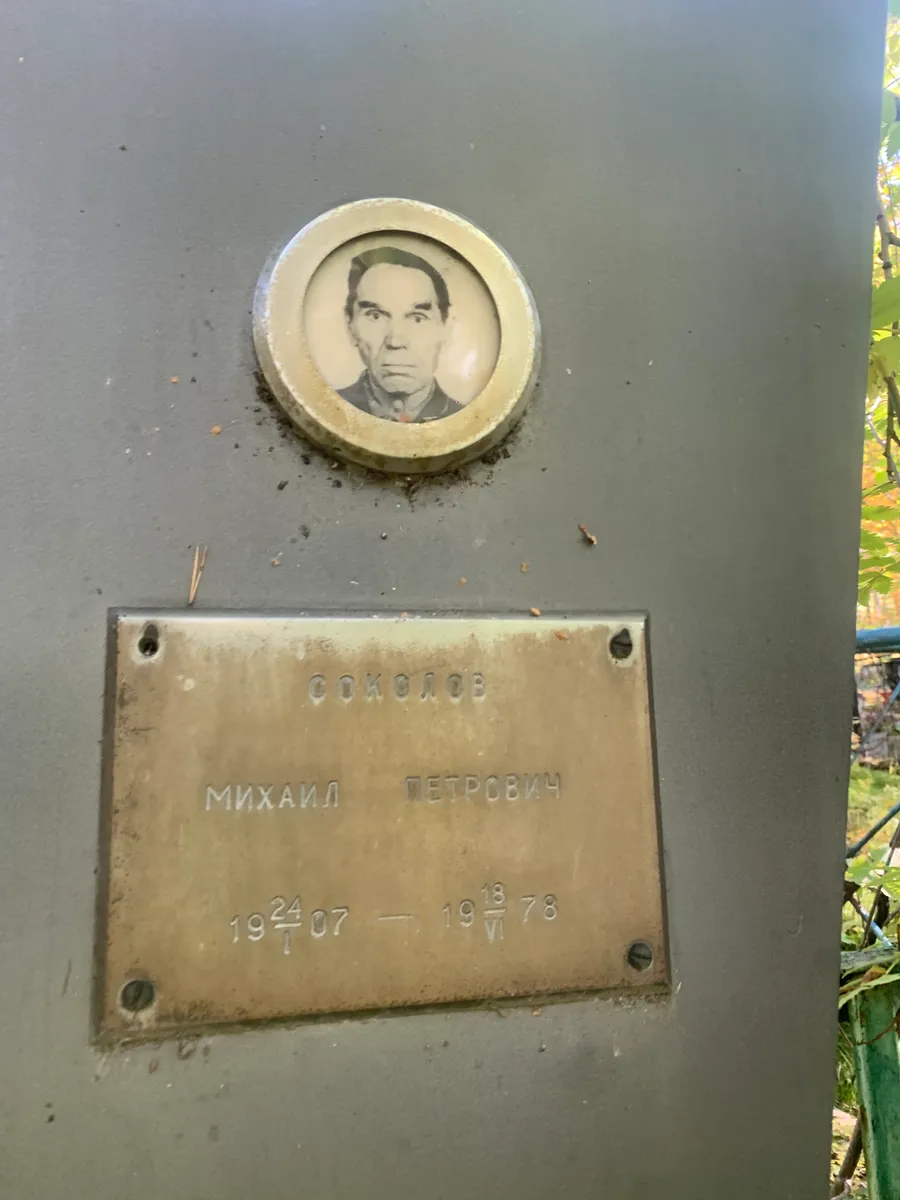 СОКОЛОВ
МИХАИЛ ПЕТРОВИЧ
19 24/I 07 — 19 18/VI 78